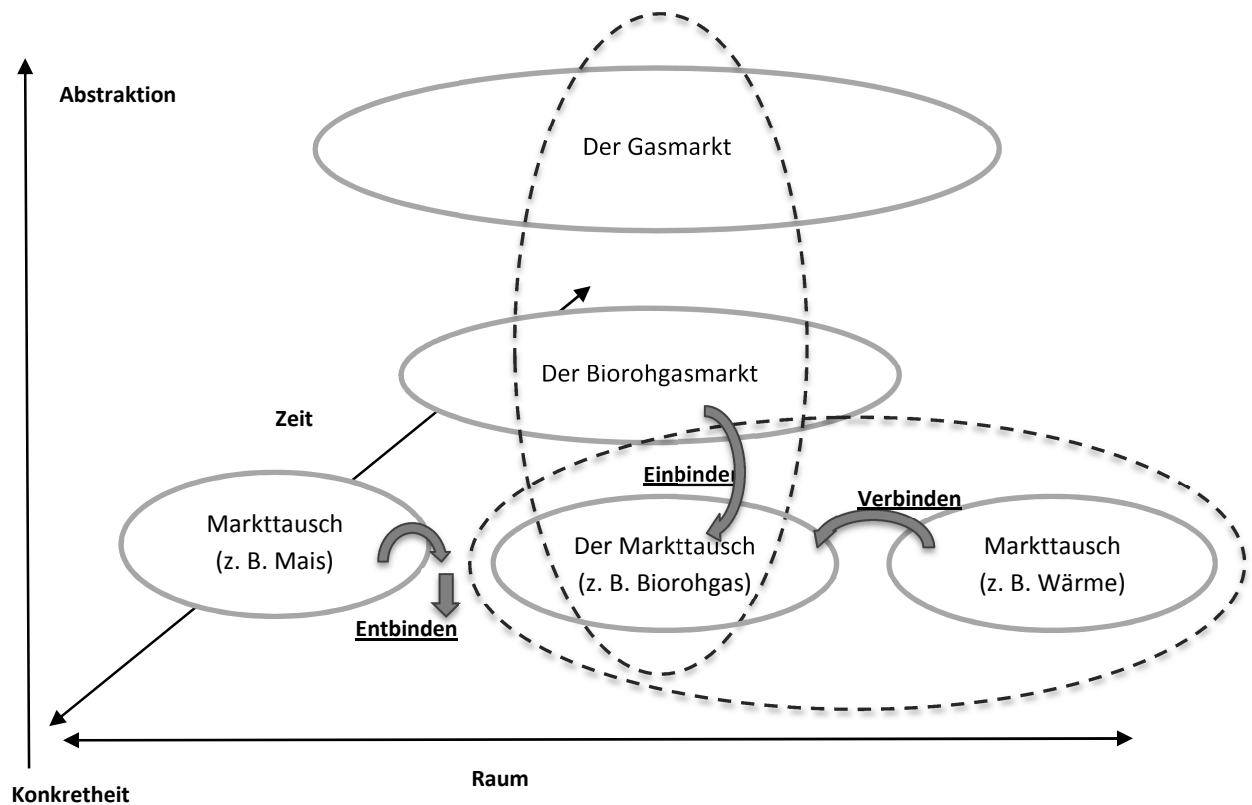 Abstraktion
Der Gasmarkt
Der Biorohgasmarkt
Zeit
Einbinden
Verbinden
Markttausch
(z. B. Mais)
Der Markttausch
(z. B. Biorohgas)
Markttausch
(z. B. Wärme)
Entbinden
Raum
Konkretheit